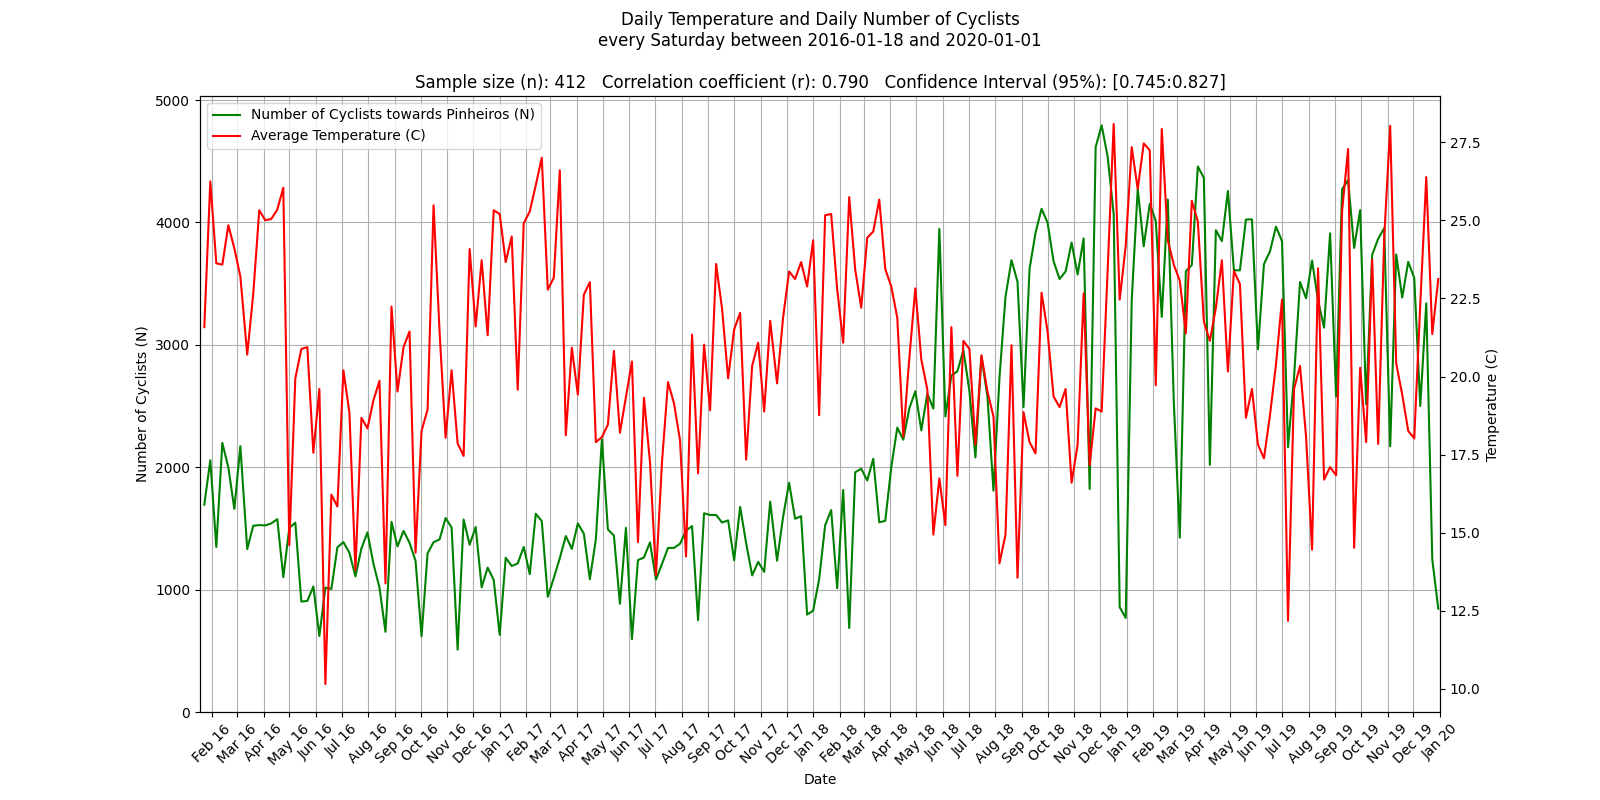 Daily Temperature and Daily Number of Cyclists
every Saturday between 2016-01-18 and 2020-01-01
Sample size (n): 412   Correlation coefficient (r): 0.790   Confidence Interval (95%): [0.745:0.827]
Number of Cyclists towards Pinheiros (N)
Average Temperature (C)
Number of Cyclists (N)
5000
4000
3000
2000
1000
0
27.5
25.0
22.5
20.0
17.5
15.0
12.5
10.0
Temperature (C)
Feb 16
Mar 16
Apr 16
May 16
Jun 16
Jul 16
Aug 16
Sep 16
Oct 16
Nov 16
Dec 16
Jan 17
Feb 17
Mar 17
Apr 17
May 17
Jun 17
Jul 17
Aug 17
Sep 17
Oct 17
Nov 17
Dec 17
Jan 18
Feb 18
Mar 18
Apr 18
May 18
Jun 18
Jul 18
Aug 18
Sep 18
Oct 18
Nov 18
Dec 18
Jan 19
Feb 19
Mar 19
Apr 19
May 19
Jun 19
Jul 19
Aug 19
Sep 19
Oct 19
Nov 19
Dec 19
Jan 20
Date